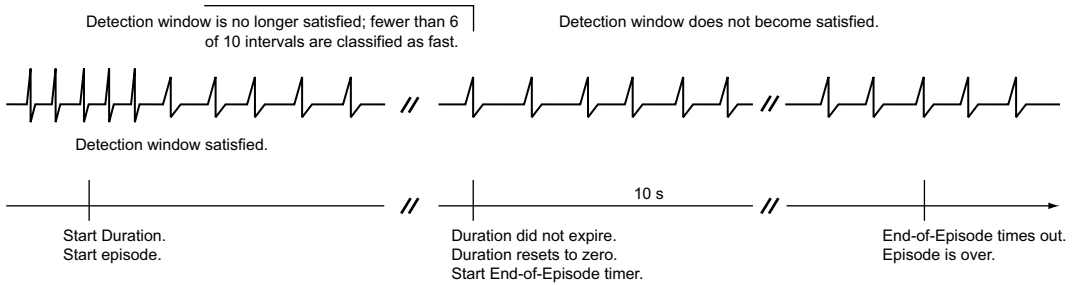 Detection window is no longer satisfied; fewer than 6
of 10 intervals are classified as fast.
Detection window does not become satisfied.
Detection window satisfied.
10 s
Start Duration.
Start episode.
Duration did not expire.
Duration resets to zero.
Start End-of-Episode timer.
End-of-Episode times out.
Episode is over.